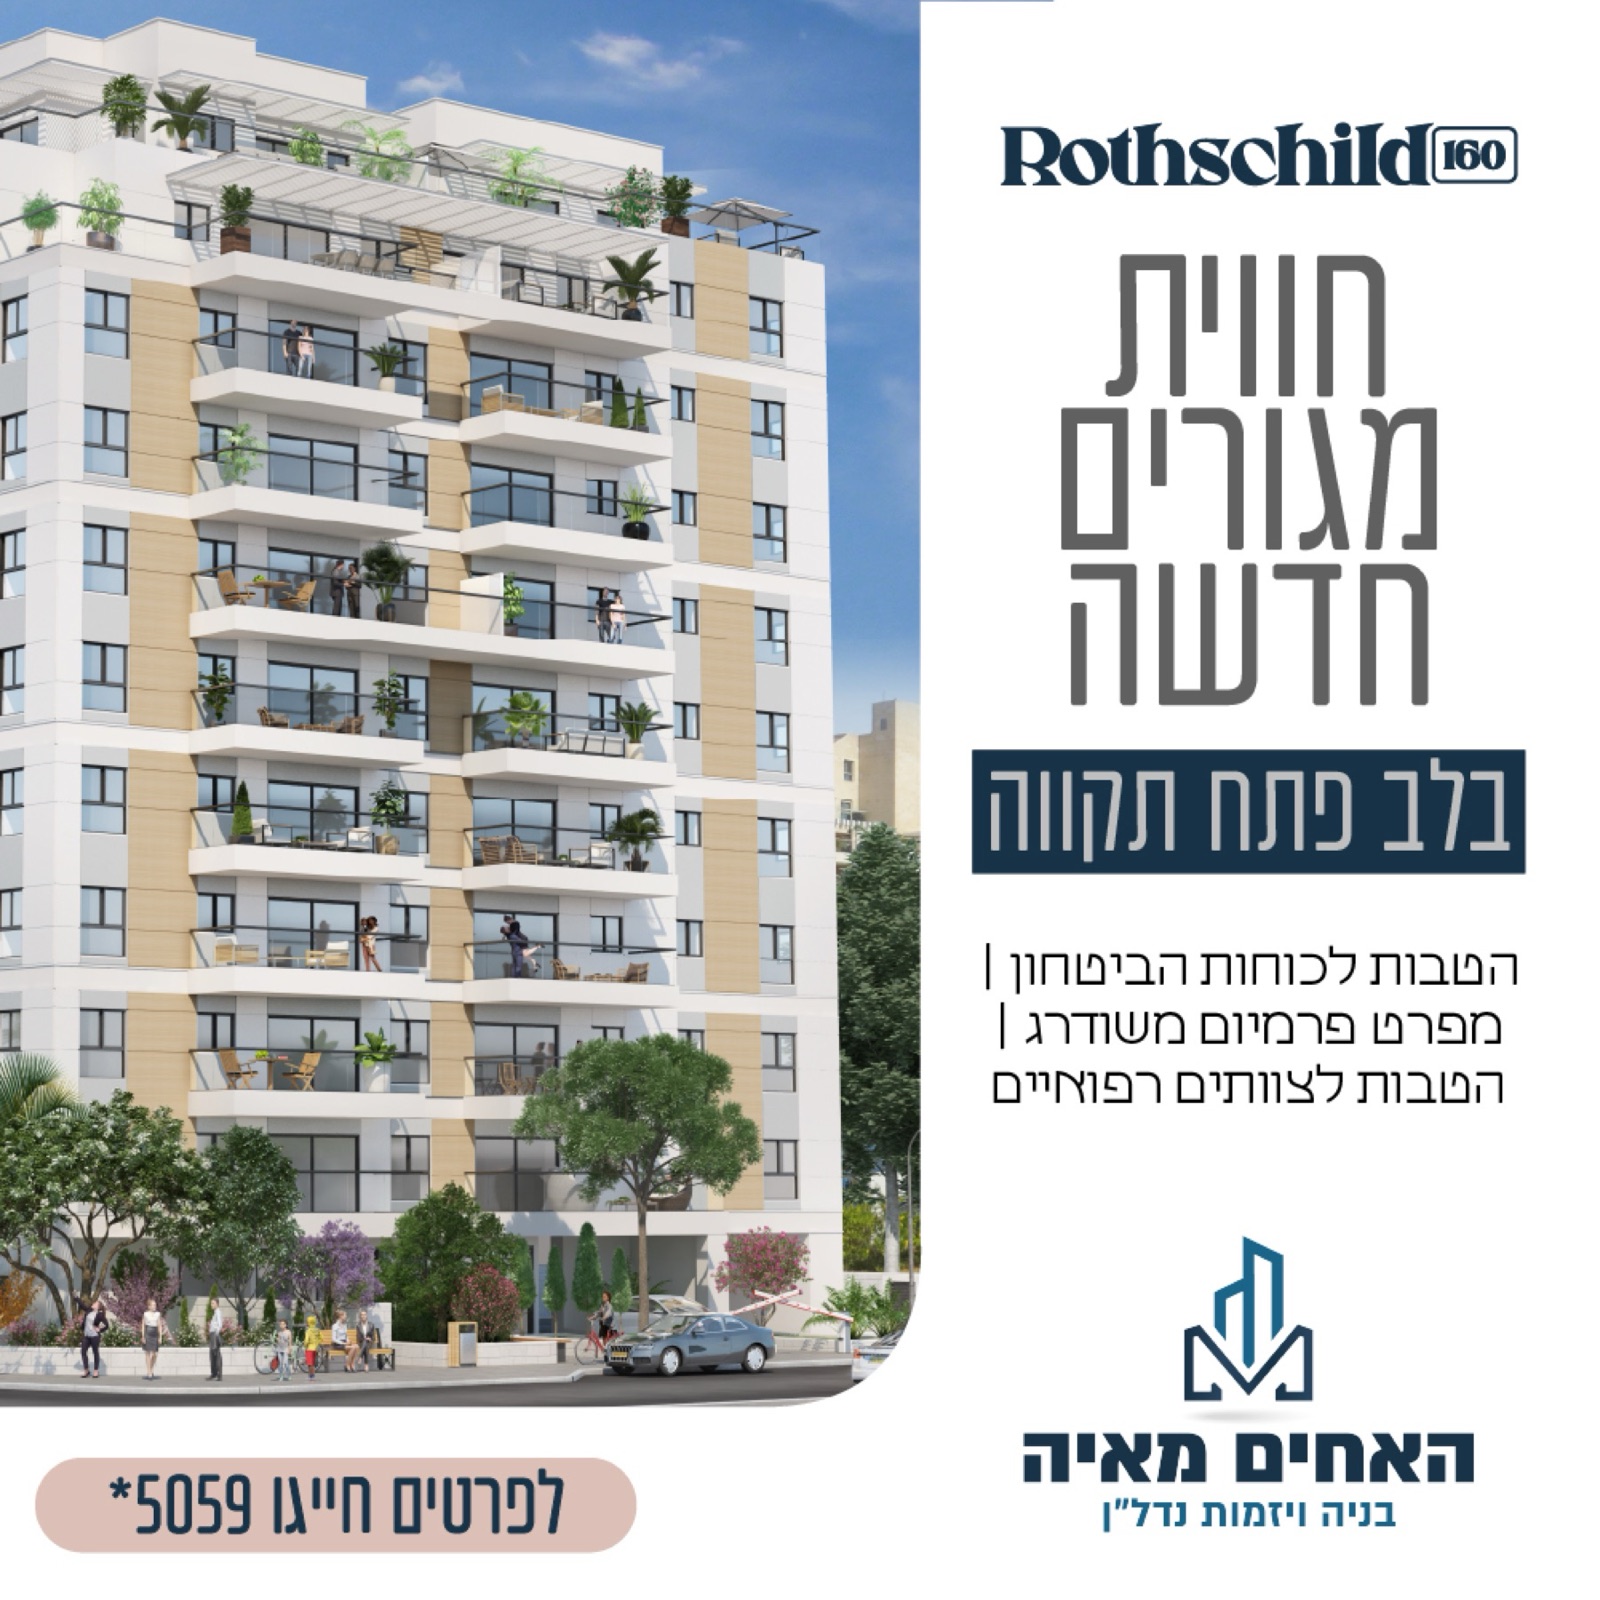 Rothschild 160
חווית
מגורים
חדשה
בלב פתח תקווה
הטבות לכוחות הביטחון |
מפרט פרמיום משודרג |
הטבות לצוותים רפואיים
האחים מאיה
בניה ויזמות נדל"ן
לפרטים חייגו 5059*